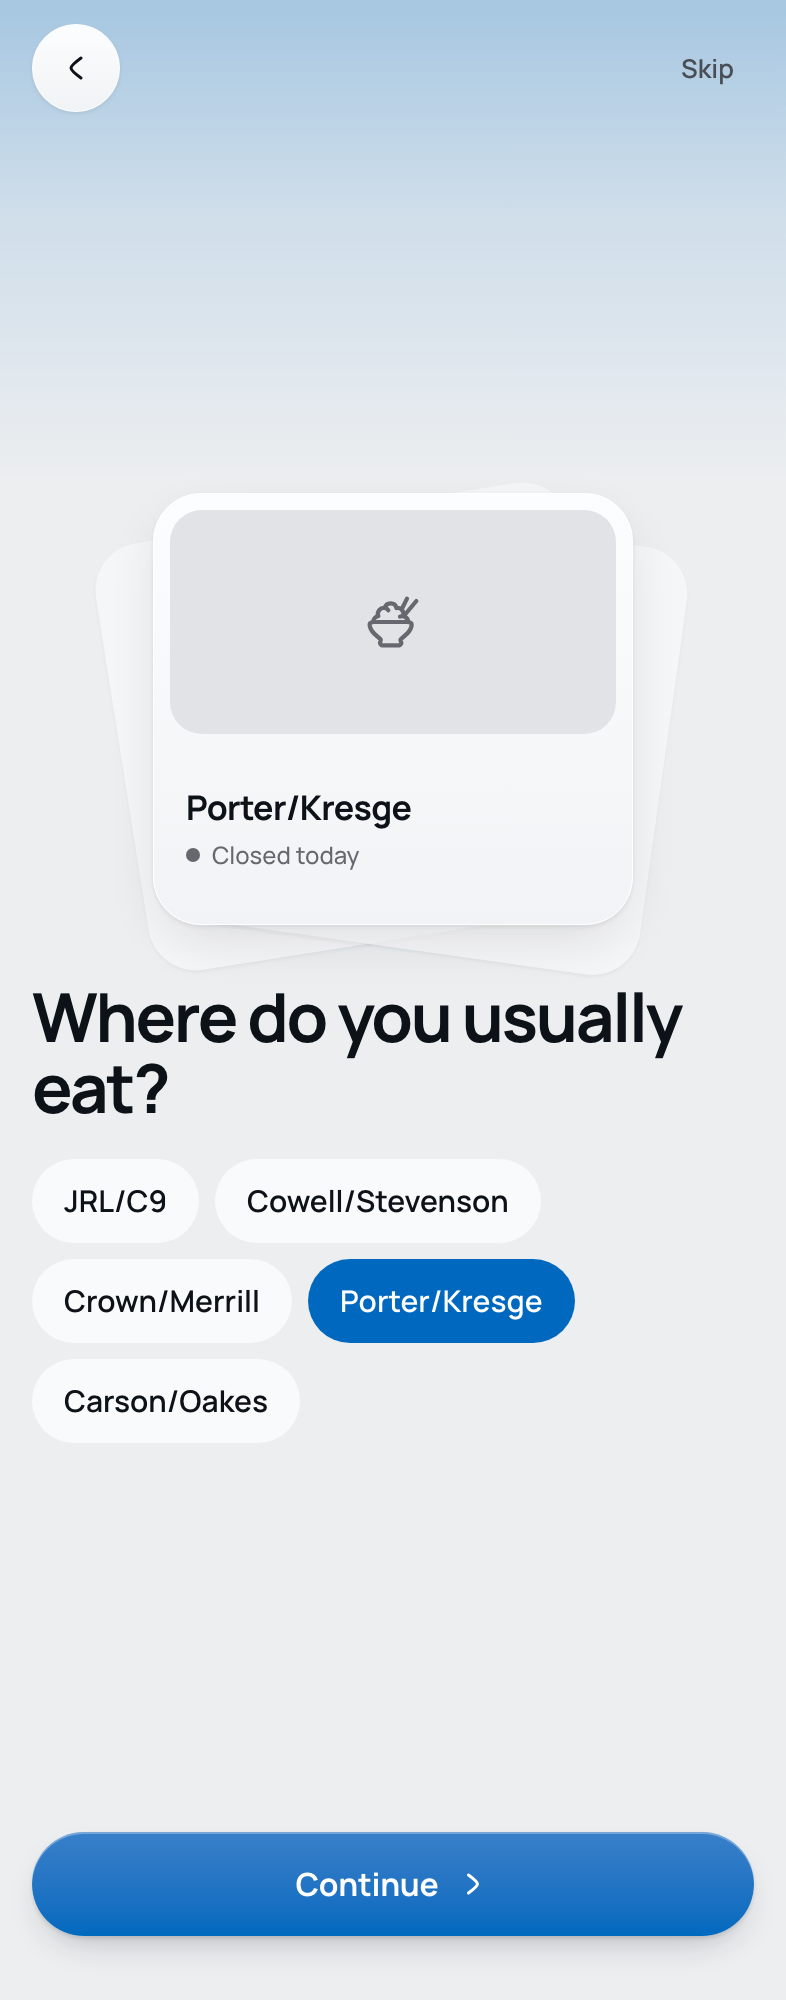 Skip
Porter/Kresge
Closed today
Where do you usually
eat?
JRL/C9
Cowell/Stevenson
Crown/Merrill
Porter/Kresge
Carson/Oakes
Continue